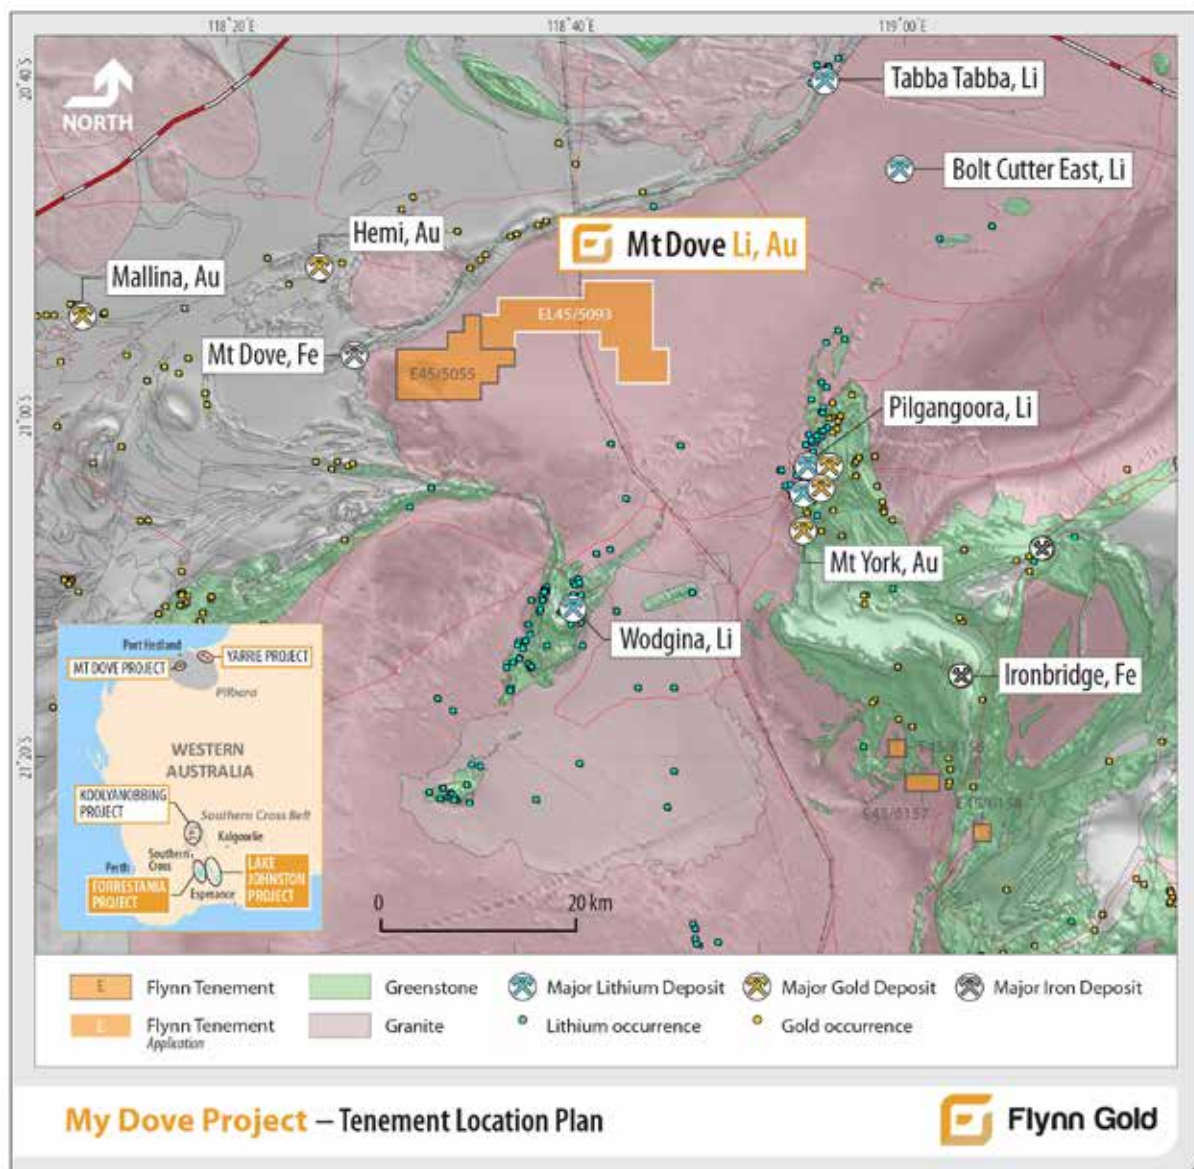 118°20´E
118°40´E
119°00´E
20°40´S
21°00´S
21°20´S
NORTH
Tabba Tabba, Li
Bolt Cutter East, Li
Hemi, Au
Mt Dove Li, Au
Mallina, Au
EL45/5093
Mt Dove, Fe
E45/5055
Pilgangoora, Li
Mt York, Au
Wodgina, Li
Ironbridge, Fe
E45/6157
Port Hedland
YARRIE PROJECT
MT DOVE PROJECT
Pilbara
WESTERN
AUSTRALIA
KOOLYANOBBING
PROJECT
Southern Cross Belt
Kalgoorlie
Southern
Cross
Perth
FORRESTANIA
PROJECT
LAKE
JOHNSTON
PROJECT
Esperance
0
20 km
E
Flynn Tenement
Greenstone
Major Lithium Deposit
Major Gold Deposit
Major Iron Deposit
E
Flynn Tenement
Application
Granite
Lithium occurrence
Gold occurrence
My Dove Project – Tenement Location Plan
Flynn Gold